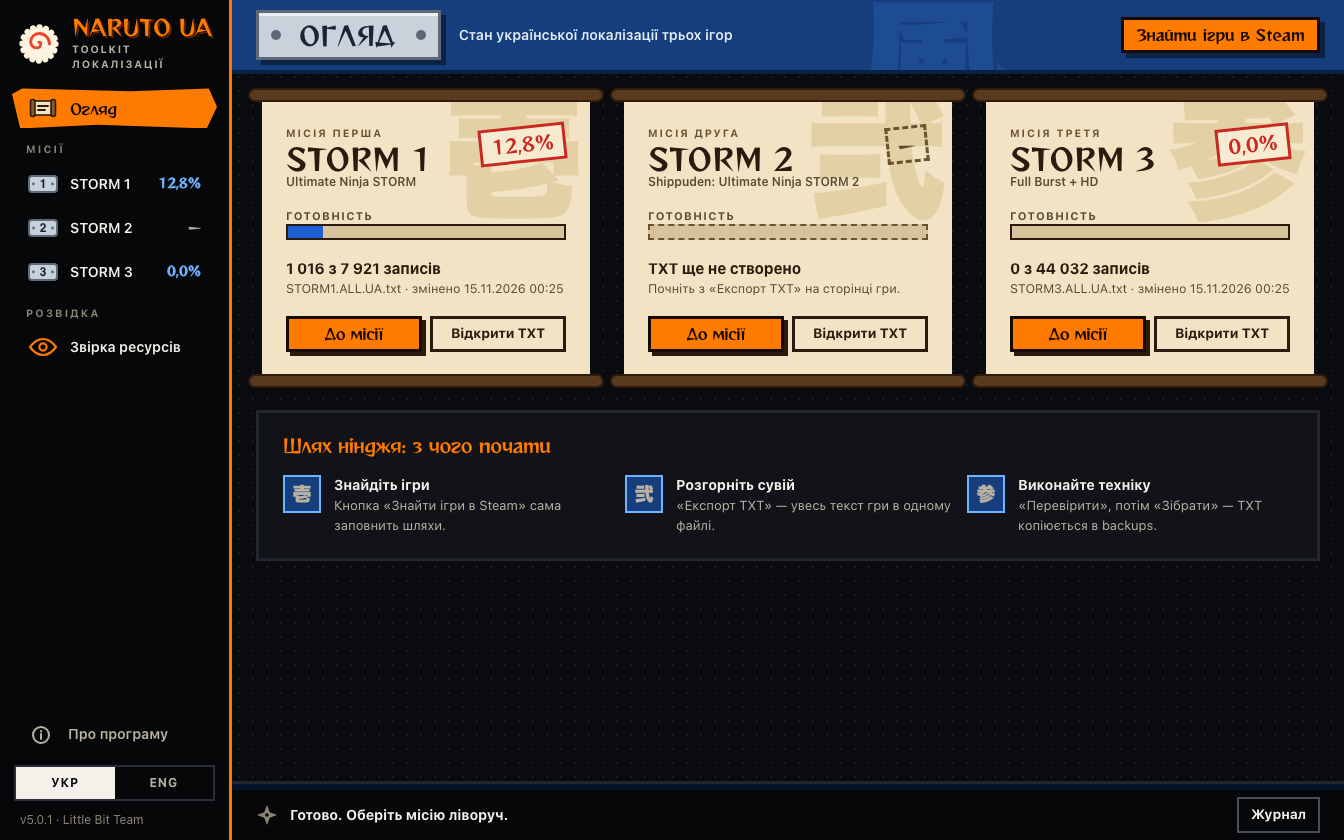 NARUTO UA
TOOLKIT
ЛОКАЛІЗАЦІЇ
Огляд
МІСІЇ
1 STORM 1 12,8%
2 STORM 2 –
3 STORM 3 0,0%
РОЗВІДКА
Звірка ресурсів
Про програму
УКР ENG
v5.0.1 · Little Bit Team
ОГЛЯД
Стан української локалізації трьох ігор
Знайти ігри в Steam
МІСІЯ ПЕРША
12,8%
壱
STORM 1
Ultimate Ninja STORM
ГОТОВНІСТЬ
1 016 з 7 921 записів
STORM1.ALL.UA.txt · змінено 15.11.2026 00:25
До місії
Відкрити TXT
МІСІЯ ДРУГА
–
弐
STORM 2
Shippuden: Ultimate Ninja STORM 2
ГОТОВНІСТЬ
TXT ще не створено
Почніть з «Експорт TXT» на сторінці гри.
До місії
Відкрити TXT
МІСІЯ ТРЕТЯ
0,0%
参
STORM 3
Full Burst + HD
ГОТОВНІСТЬ
0 з 44 032 записів
STORM3.ALL.UA.txt · змінено 15.11.2026 00:25
До місії
Відкрити TXT
Шлях ніндзя: з чого почати
壱
Знайдіть ігри
Кнопка «Знайти ігри в Steam» сама
заповнить шляхи.
弐
Розгорніть сувій
«Експорт TXT» — увесь текст гри в одному
файлі.
参
Виконайте техніку
«Перевірити», потім «Зібрати» — TXT
копіюється в backups.
Готово. Оберіть місію ліворуч.
Журнал